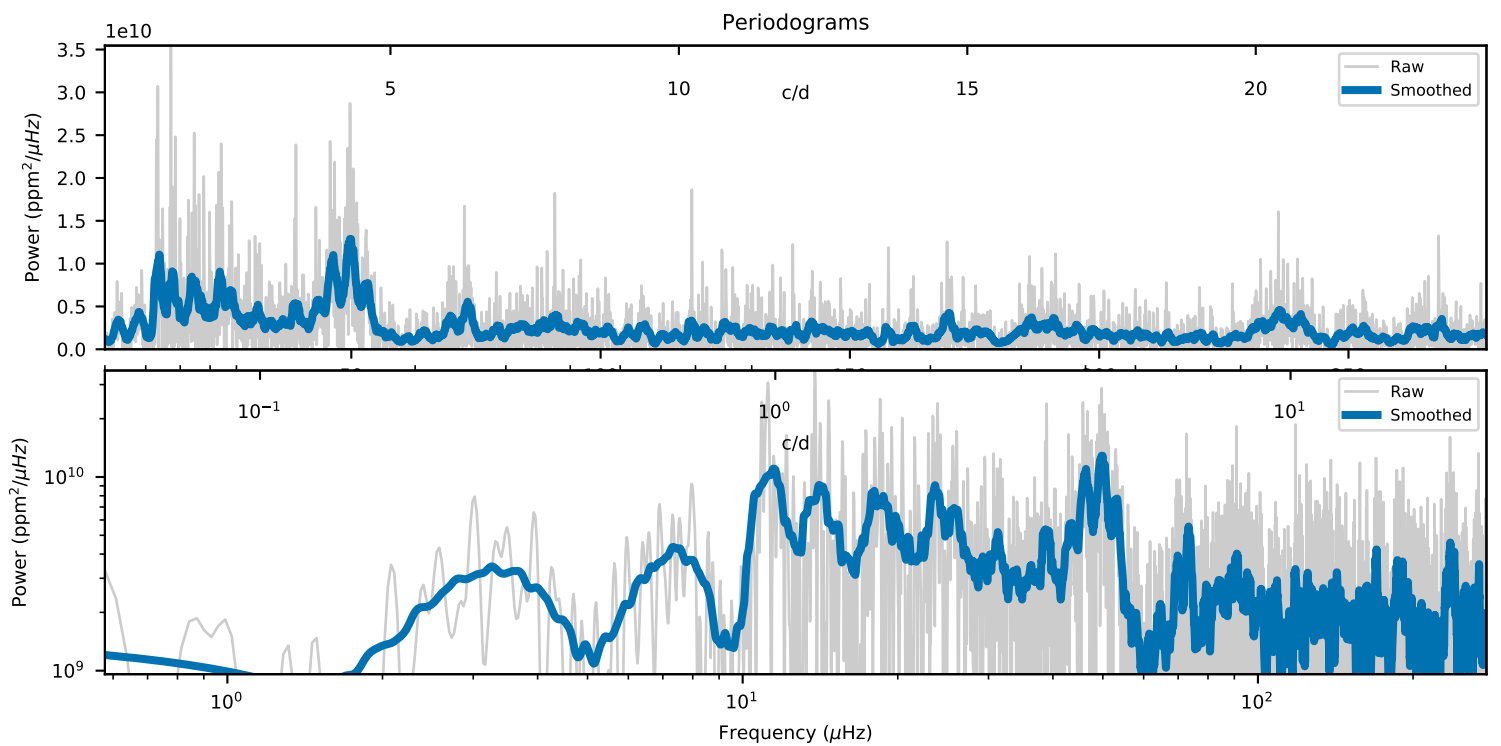 Periodograms
1e10
3.5
3.0
2.5
2.0
1.5
1.0
0.5
0.0
Power (ppm²/μHz)
5
10
15
20
c/d
Raw
Smoothed
10⁻¹
10⁰
10¹
c/d
Raw
Smoothed
10¹⁰
10⁹
Power (ppm²/μHz)
10⁰
10¹
10²
Frequency (μHz)